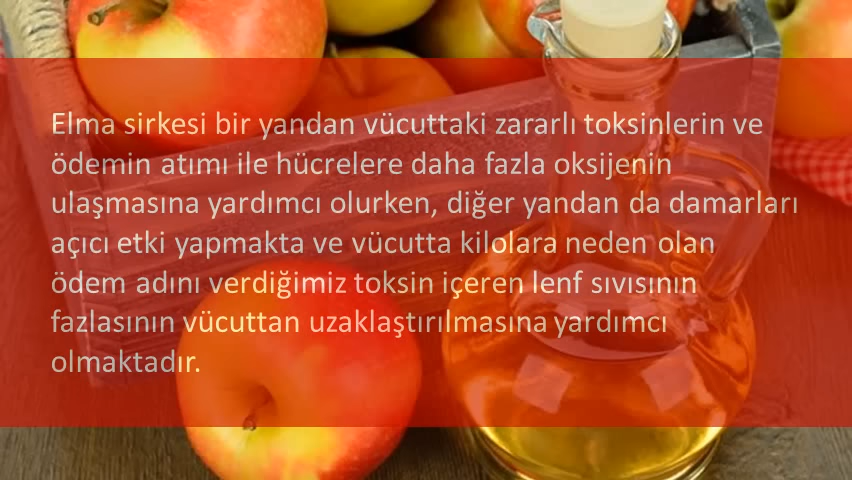 Elma sirkesi bir yandan vücuttaki zararlı toksinlerin ve
ödemin atımı ile hücrelere daha fazla oksijenin
ulaşmasına yardımcı olurken, diğer yandan da damarları
açıcı etki yapmakta ve vücutta kilolara neden olan
ödem adını verdiğimiz toksin içeren lenf sıvısının
fazlasının vücuttan uzaklaştırılmasına yardımcı
olmaktadır.